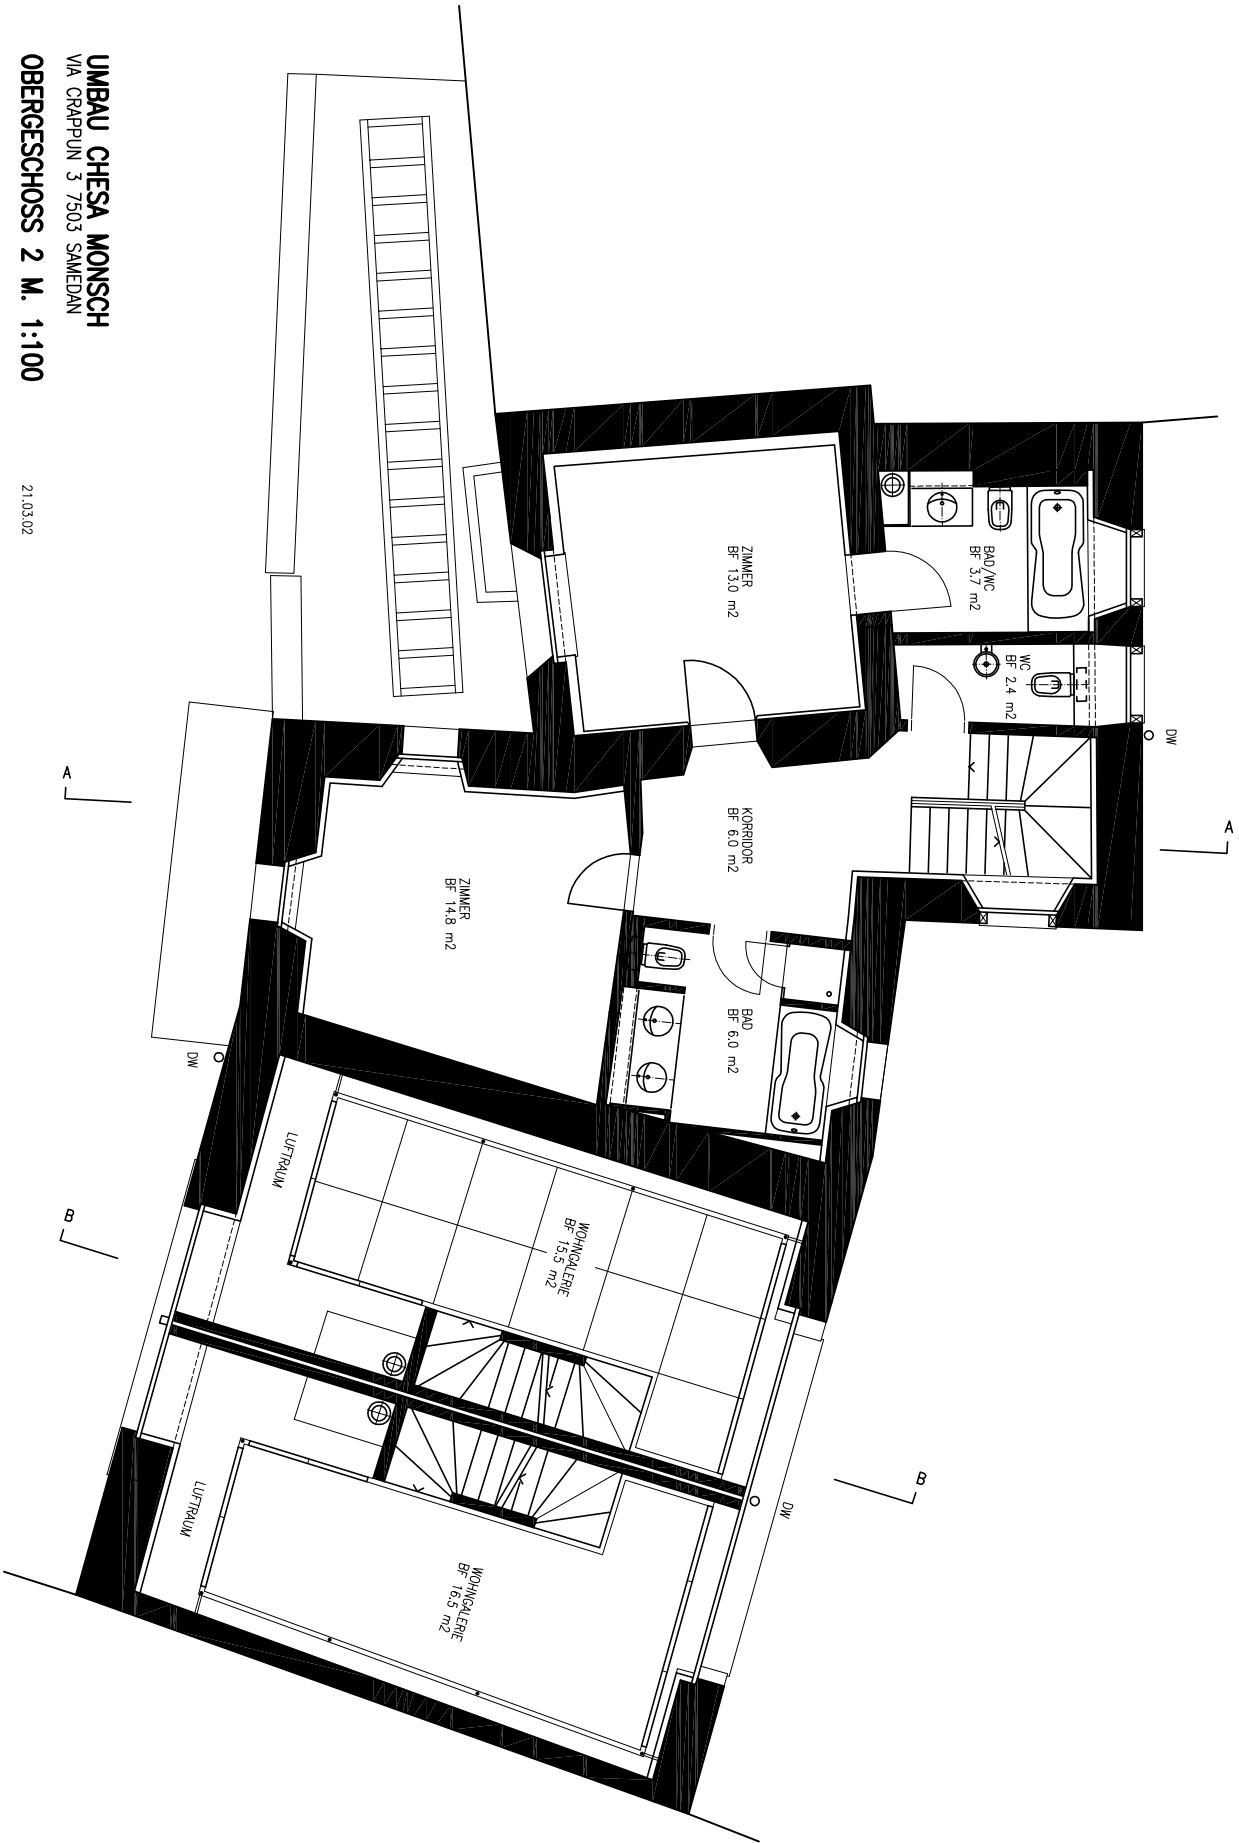 UMBAU CHESA MONSCH
VIA CRAPPUN 3 7503 SAMEDAN
OBERGESCHOSS 2 M. 1:100
21.03.02
BAD/WC
BF 3.7 m2
WC
BF 2.4 m2
DW
ZIMMER
BF 13.0 m2
A
A
KORRIDOR
BF 6.0 m2
ZIMMER
BF 14.8 m2
BAD
BF 6.0 m2
DW
LUFTRAUM
WOHNGALERIE
BF 15.5 m2
B
B
DW
LUFTRAUM
WOHNGALERIE
BF 16.5 m2